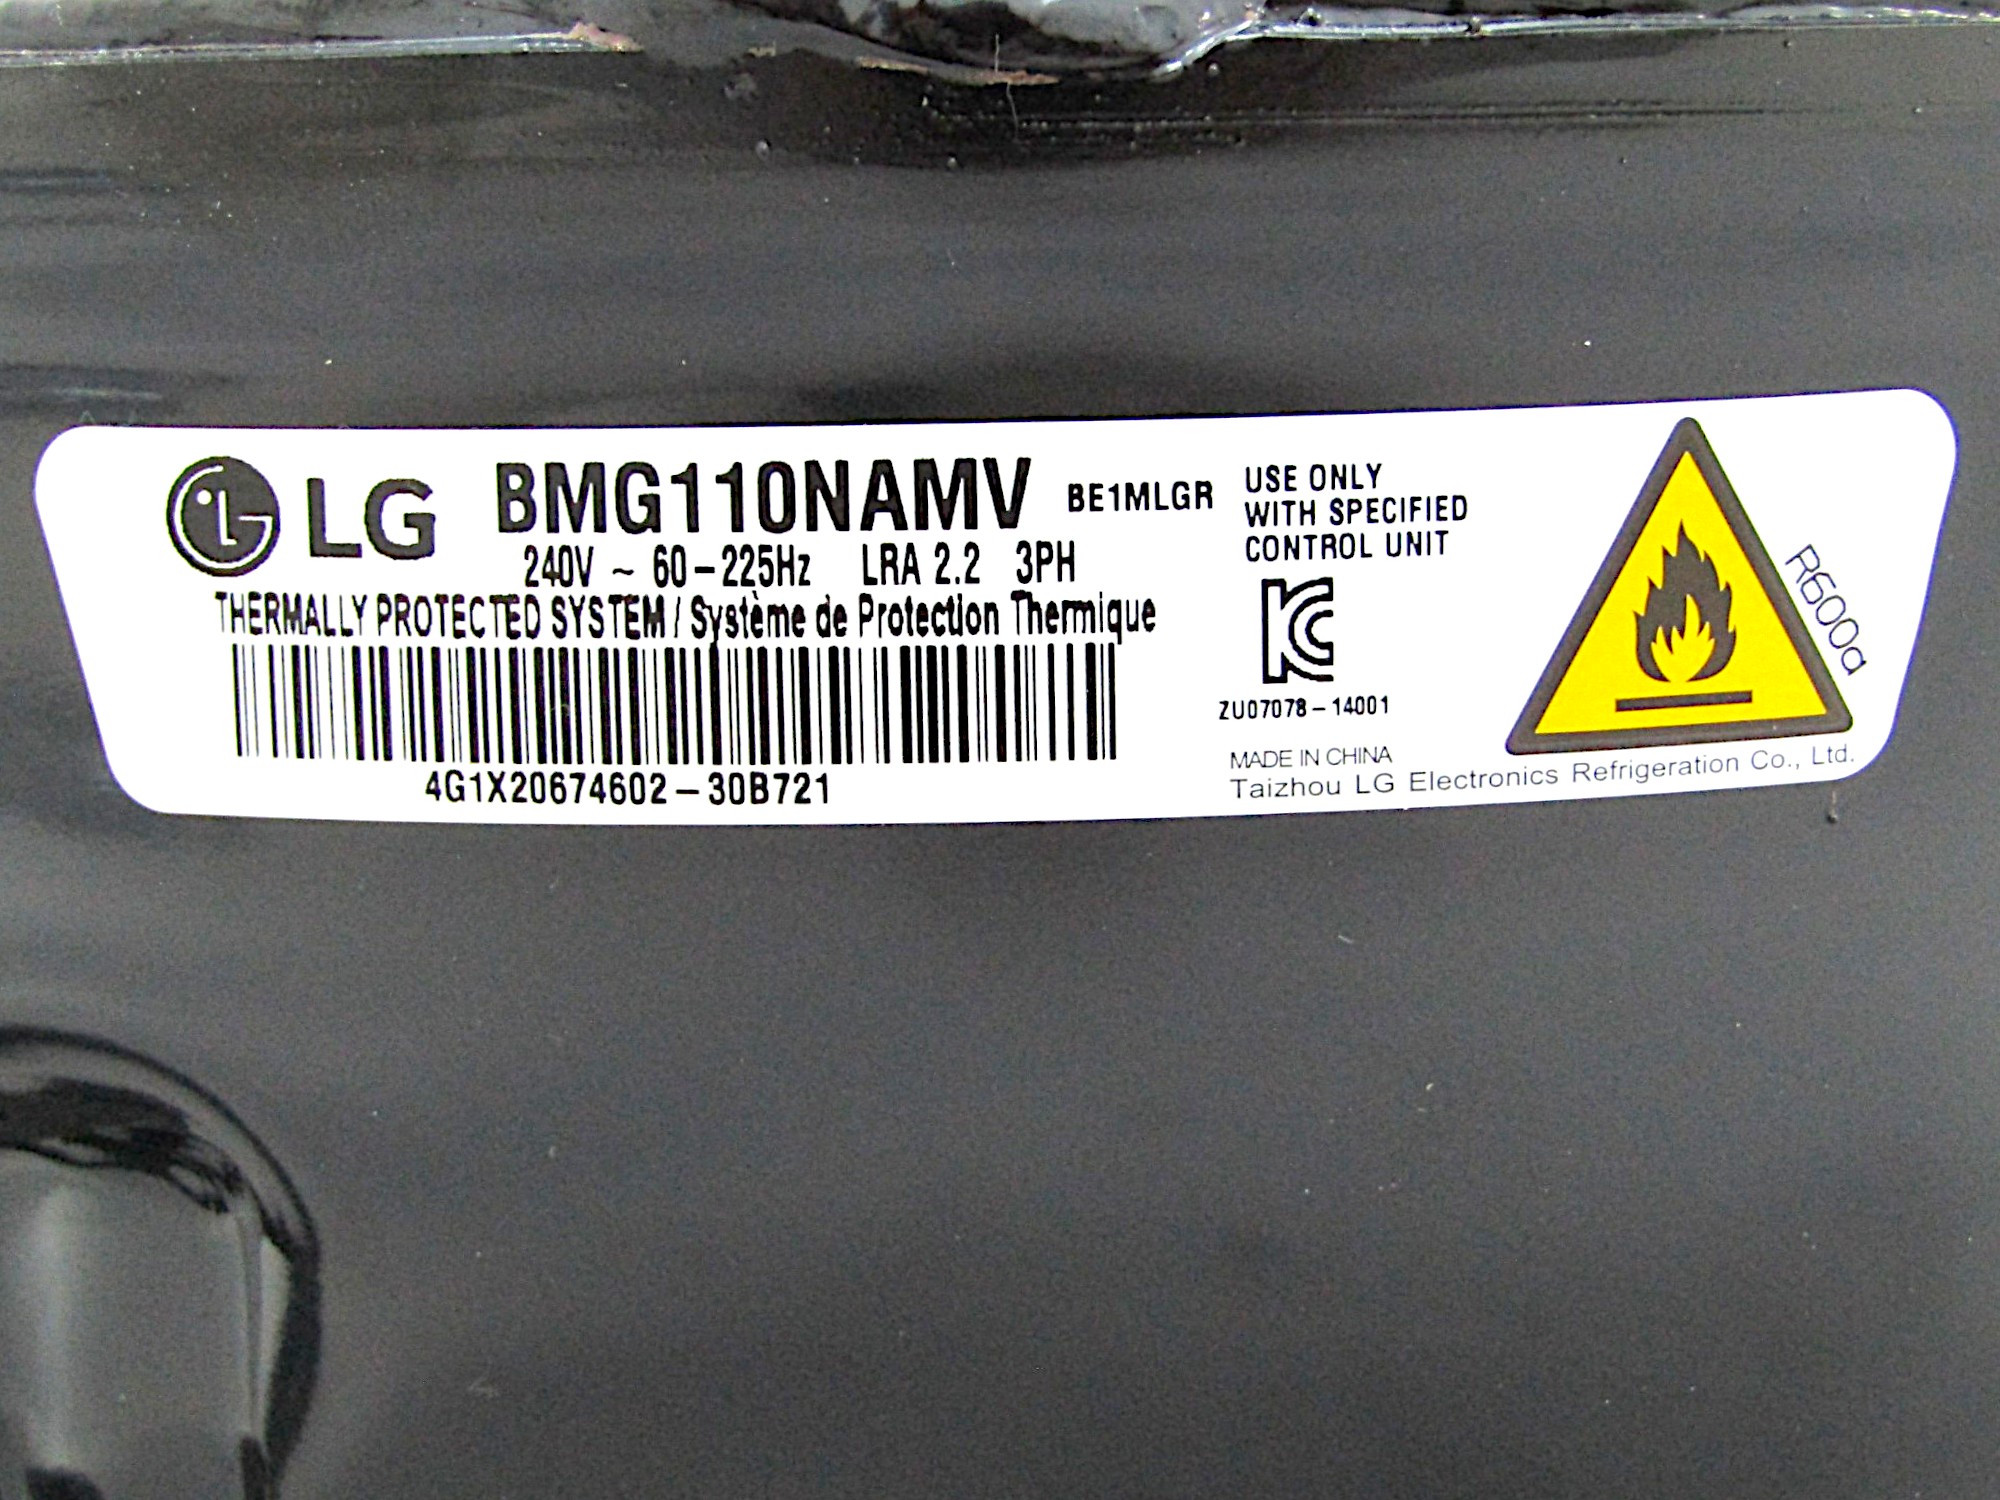 LG BMG110NAMV BE1MLGR
240V ~ 60-225Hz LRA 2.2 3PH
THERMALLY PROTECTED SYSTEM / Système de Protection Thermique
4G1X20674602-30B721
USE ONLY
WITH SPECIFIED
CONTROL UNIT
KC
ZU07078-14001
MADE IN CHINA
Taizhou LG Electronics Refrigeration Co., Ltd.
R600a